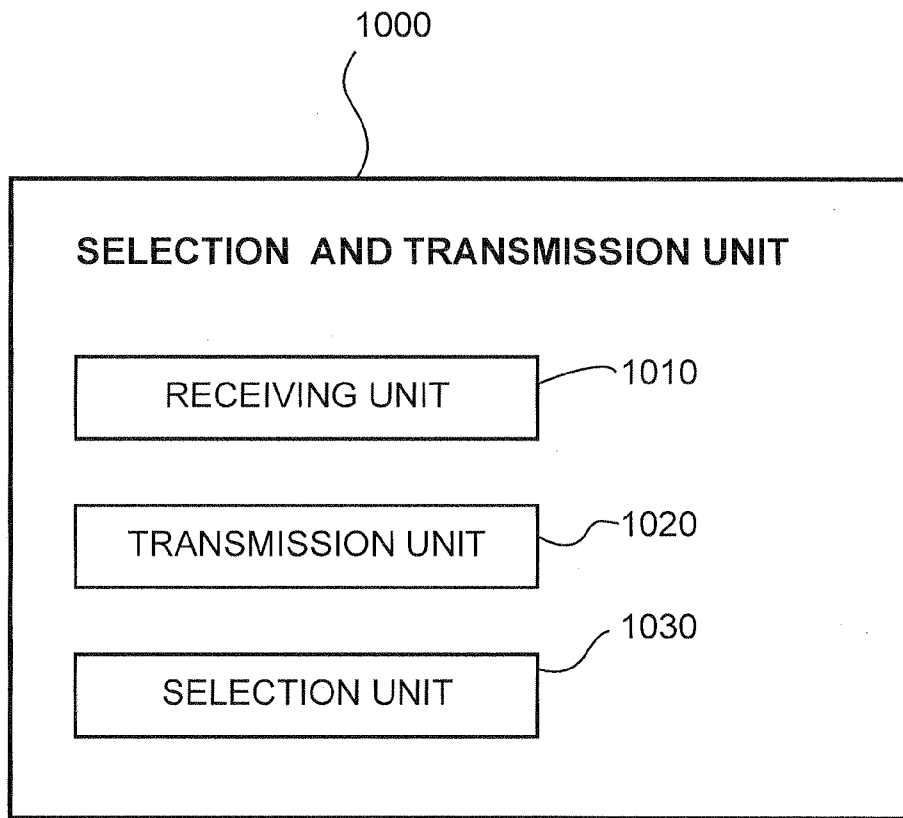 1000
SELECTION AND TRANSMISSION UNIT
RECEIVING UNIT
1010
TRANSMISSION UNIT
1020
SELECTION UNIT
1030